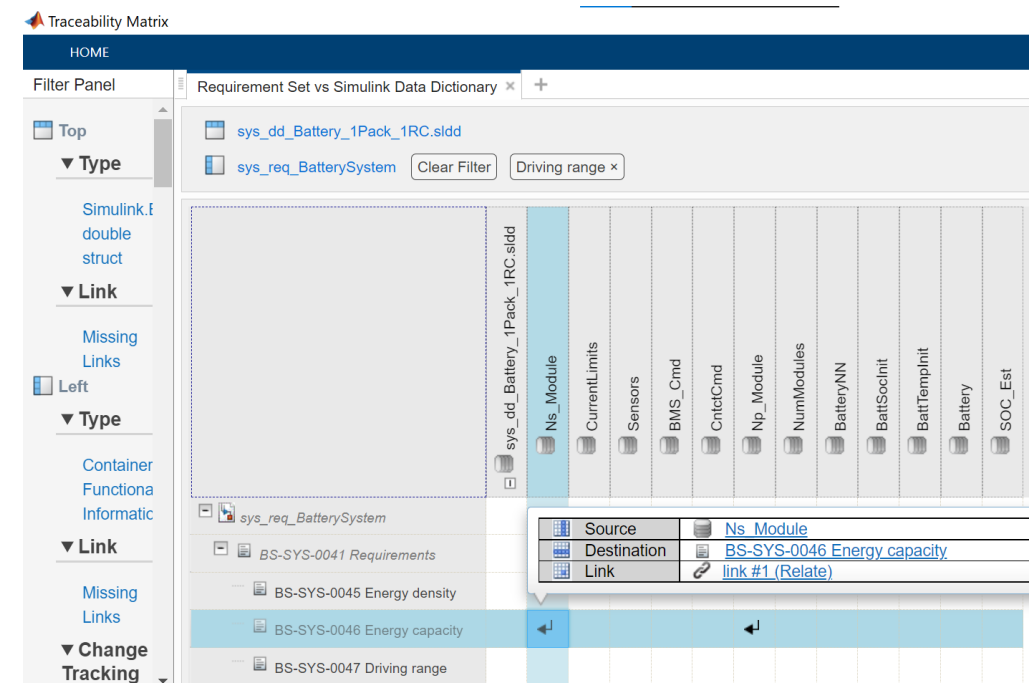 Traceability Matrix
HOME
Filter Panel
Requirement Set vs Simulink Data Dictionary × +
Top
Type
Simulink.
double
struct
Link
Missing
Links
Left
Type
Container
Functiona
Informatic
Link
Missing
Links
Change
Tracking
sys_dd_Battery_1Pack_1RC.sldd
sys_req_BatterySystem Clear Filter Driving range ×
sys_dd_Battery_1Pack_1RC.sldd
Ns_Module
CurrentLimits
Sensors
BMS_Cmd
CntctCmd
Np_Module
NumModules
BatteryNN
BattSocInit
BattTempInit
Battery
SOC_Est
sys_req_BatterySystem
BS-SYS-0041 Requirements
BS-SYS-0045 Energy density
BS-SYS-0046 Energy capacity
BS-SYS-0047 Driving range
Source Ns_Module
Destination BS-SYS-0046 Energy capacity
Link link #1 (Relate)